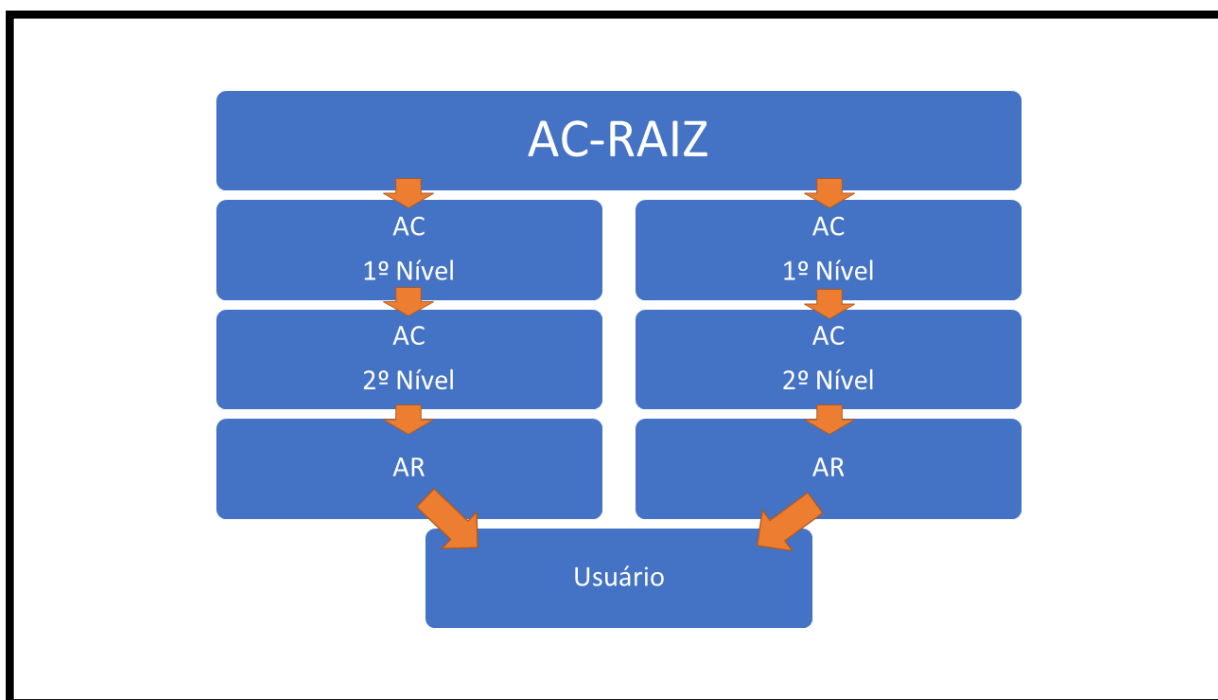 AC-RAIZ
AC
1º Nível
AC
1º Nível
AC
2º Nível
AC
2º Nível
AR
AR
Usuário